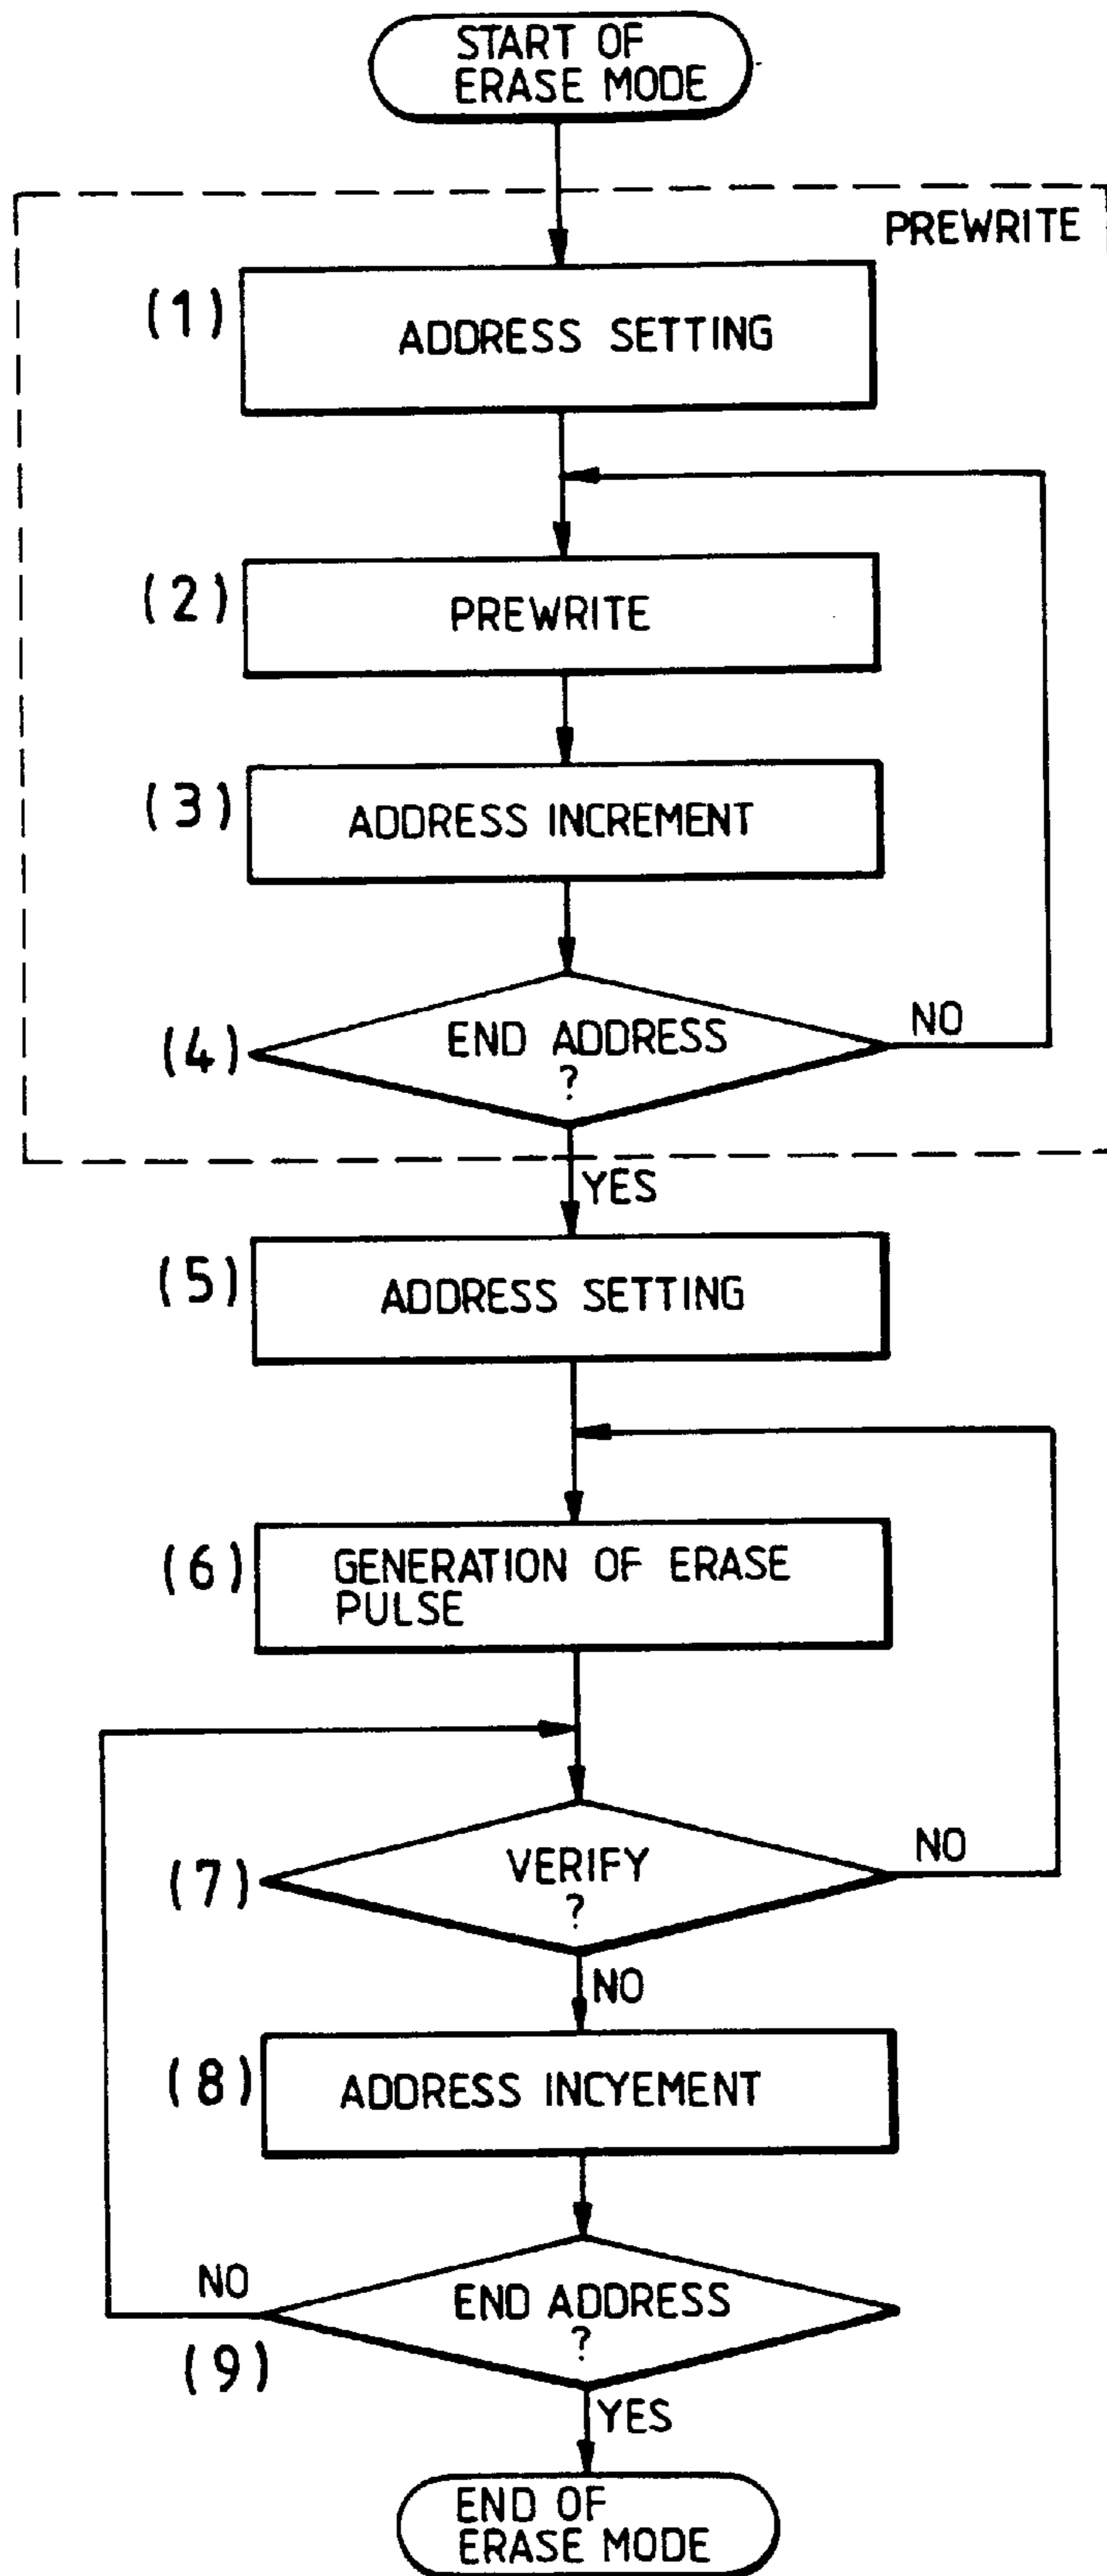 START OF
ERASE MODE
PREWRITE
(1)
ADDRESS SETTING
(2)
PREWRITE
(3)
ADDRESS INCREMENT
(4)
END ADDRESS
?
NO
YES
(5)
ADDRESS SETTING
(6)
GENERATION OF ERASE
PULSE
(7)
VERIFY
?
NO
NO
(8)
ADDRESS INCYEMENT
NO
END ADDRESS
?
(9)
YES
END OF
ERASE MODE